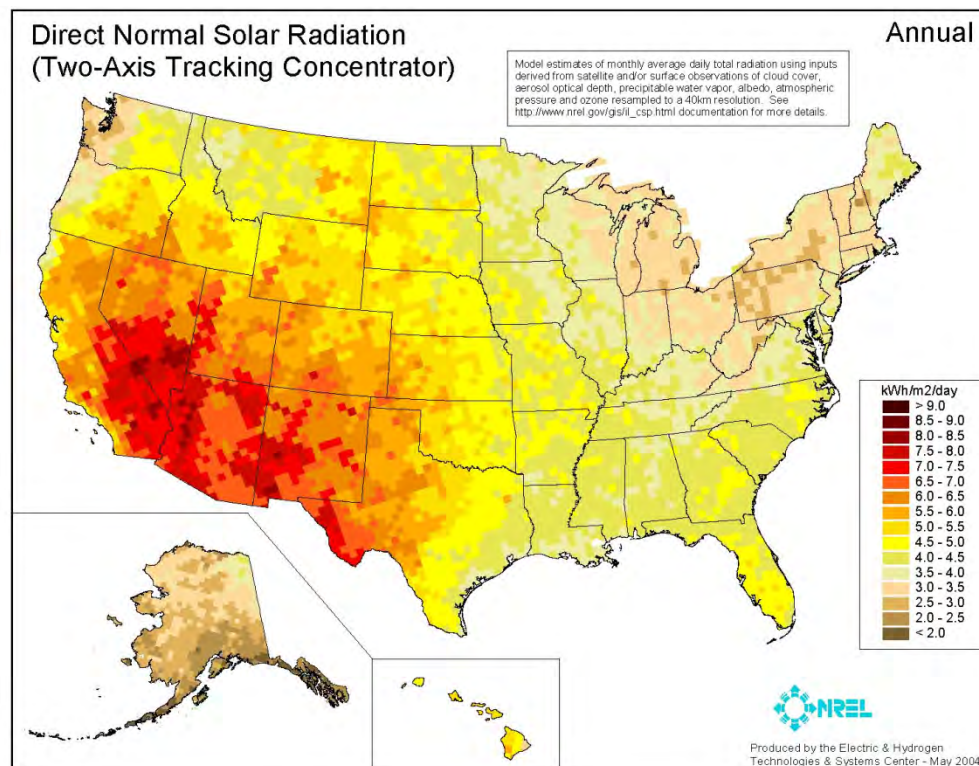 Direct Normal Solar Radiation
(Two-Axis Tracking Concentrator)
Annual
Model estimates of monthly average daily total radiation using inputs
derived from satellite and/or surface observations of cloud cover,
aerosol optical depth, precipitable water vapor, albedo, atmospheric
pressure and ozone resampled to a 40km resolution. See
http://www.nrel.gov/gis/il_csp.html documentation for more details.
kWh/m2/day
> 9.0
8.5 - 9.0
8.0 - 8.5
7.5 - 8.0
7.0 - 7.5
6.5 - 7.0
6.0 - 6.5
5.5 - 6.0
5.0 - 5.5
4.5 - 5.0
4.0 - 4.5
3.5 - 4.0
3.0 - 3.5
2.5 - 3.0
2.0 - 2.5
< 2.0
NREL
Produced by the Electric & Hydrogen
Technologies & Systems Center - May